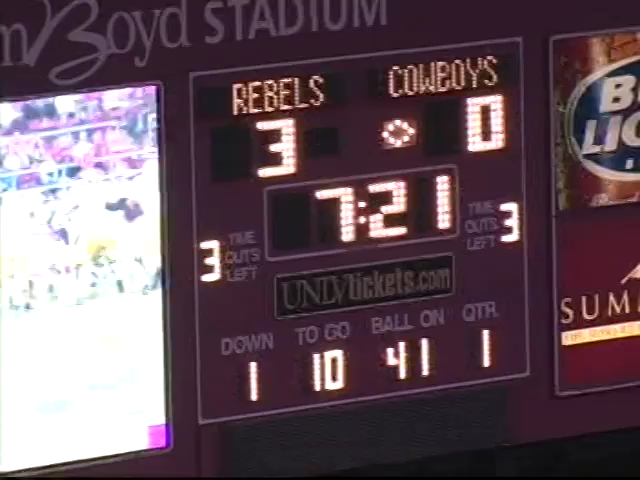 Boyd STADIUM
REBELS COWBOYS
3 0
7:21
3 TIME OUTS LEFT
TIME OUTS LEFT 3
UNLVtickets.com
DOWN TO GO BALL ON QTR.
1 10 41 1
SUMM